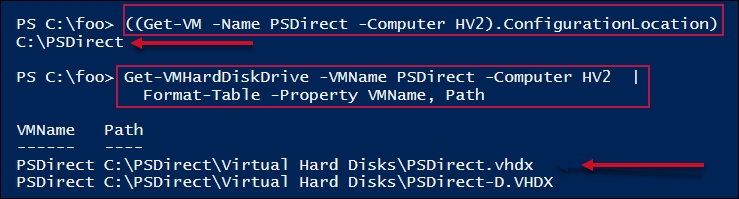 PS C:\foo> ((Get-VM -Name PSDirect -Computer HV2).ConfigurationLocation)
C:\PSDirect
PS C:\foo> Get-VMHardDiskDrive -VMName PSDirect -Computer HV2 |
Format-Table -Property VMName, Path
VMName Path
------ ----
PSDirect C:\PSDirect\Virtual Hard Disks\PSDirect.vhdx
PSDirect C:\PSDirect\Virtual Hard Disks\PSDirect-D.VHDX